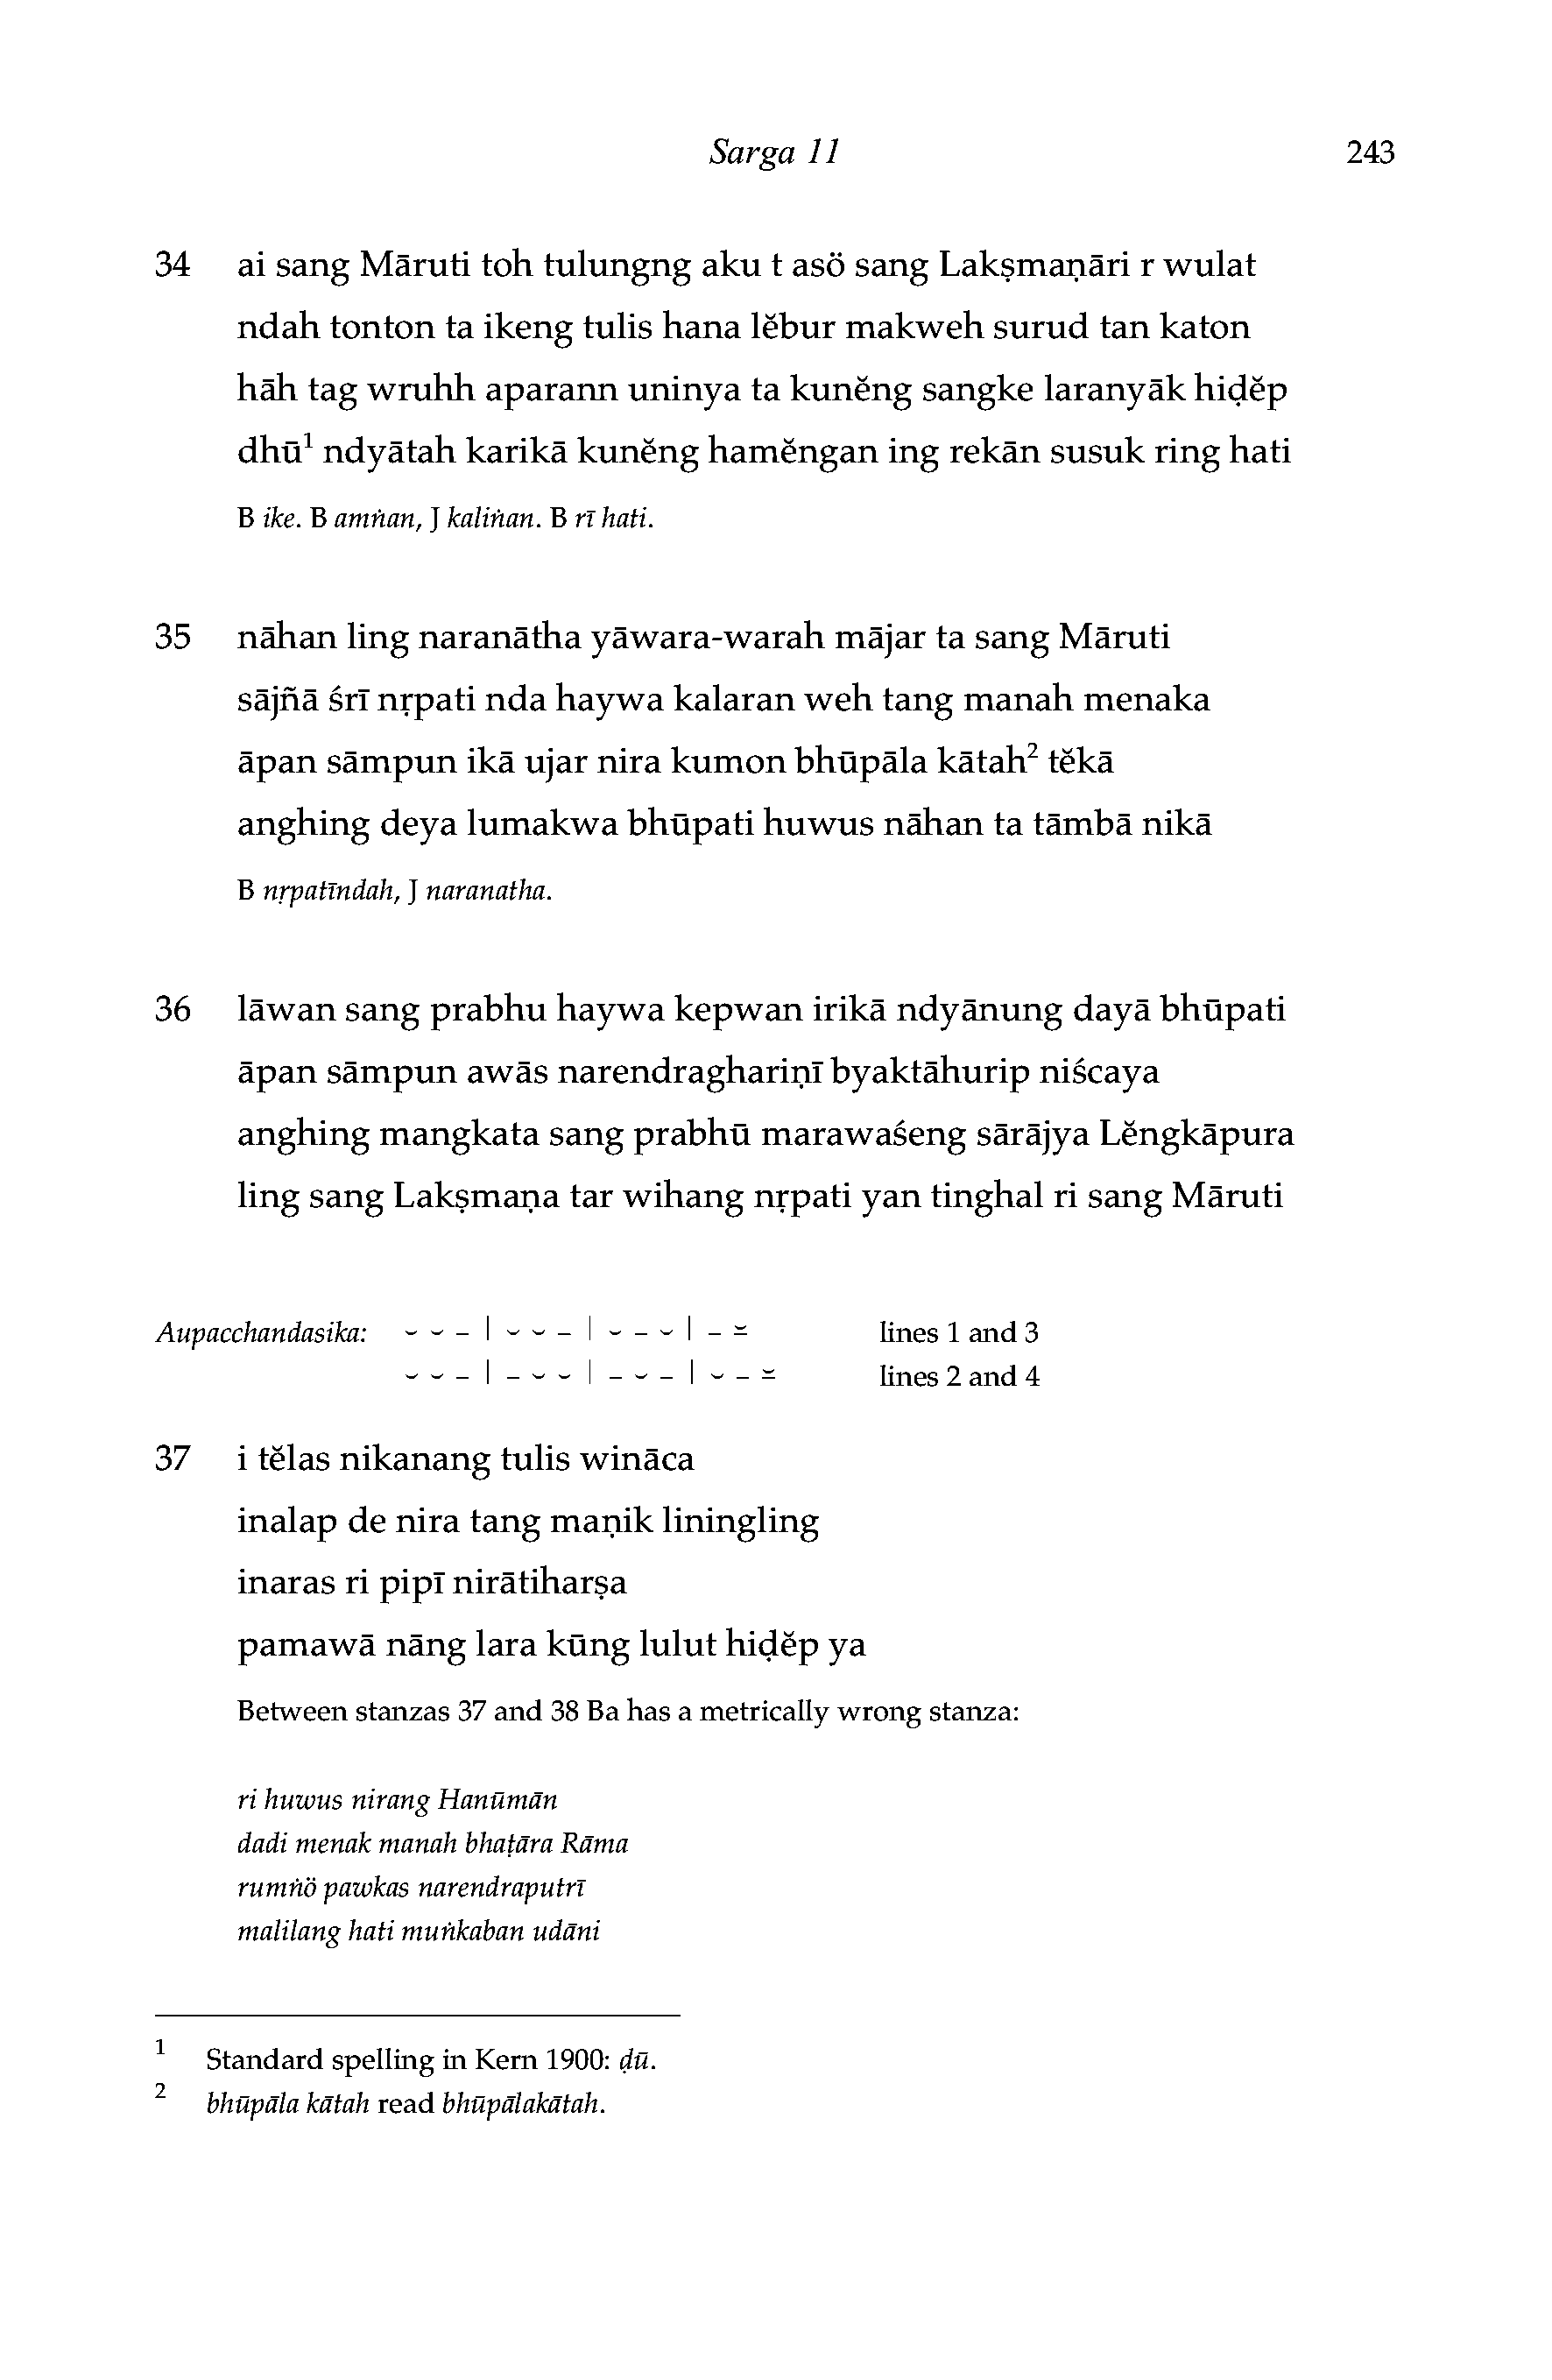 Sarga 11 243
34 ai sang Māruti toh tulungng aku t asö sang Lakṣmaṇāri r wulat
ndah tonton ta ikeng tulis hana lĕbur makweh surud tan katon
hāh tag wruhh aparann uninya ta kunĕng sangke laranyāk hiḍĕp
dhū¹ ndyātah karikā kunĕng hamĕngan ing rekān susuk ring hati
B ike. B amṅan, J kaliṅan. B rī hati.
35 nāhan ling naranātha yāwara-warah mājar ta sang Māruti
sājñā śrī nṛpati nda haywa kalaran weh tang manah menaka
āpan sāmpun ikā ujar nira kumon bhūpāla kātah² tĕkā
anghing deya lumakwa bhūpati huwus nāhan ta tāmbā nikā
B nṛpatīndah, J naranatha.
36 lāwan sang prabhu haywa kepwan irikā ndyānung dayā bhūpati
āpan sāmpun awās narendraghariṇī byaktāhurip niścaya
anghing mangkata sang prabhū marawaśeng sārājya Lĕngkāpura
ling sang Lakṣmaṇa tar wihang nṛpati yan tinghal ri sang Māruti
Aupacchandasika: ⏑ ⏑ – | ⏑ ⏑ – | ⏑ – ⏑ | – ⏓ lines 1 and 3
⏑ ⏑ – | – ⏑ ⏑ | – ⏑ – | ⏑ – ⏓ lines 2 and 4
37 i tĕlas nikanang tulis wināca
inalap de nira tang maṇik liningling
inaras ri pipī nirātiharṣa
pamawā nāng lara kūng lulut hiḍĕp ya
Between stanzas 37 and 38 Ba has a metrically wrong stanza:
ri huwus nirang Hanūmān
dadi menak manah bhaṭāra Rāma
rumṅö pawkas narendraputrī
malilang hati muṅkaban udāni
1 Standard spelling in Kern 1900: ḍū.
2 bhūpāla kātah read bhūpālakātah.